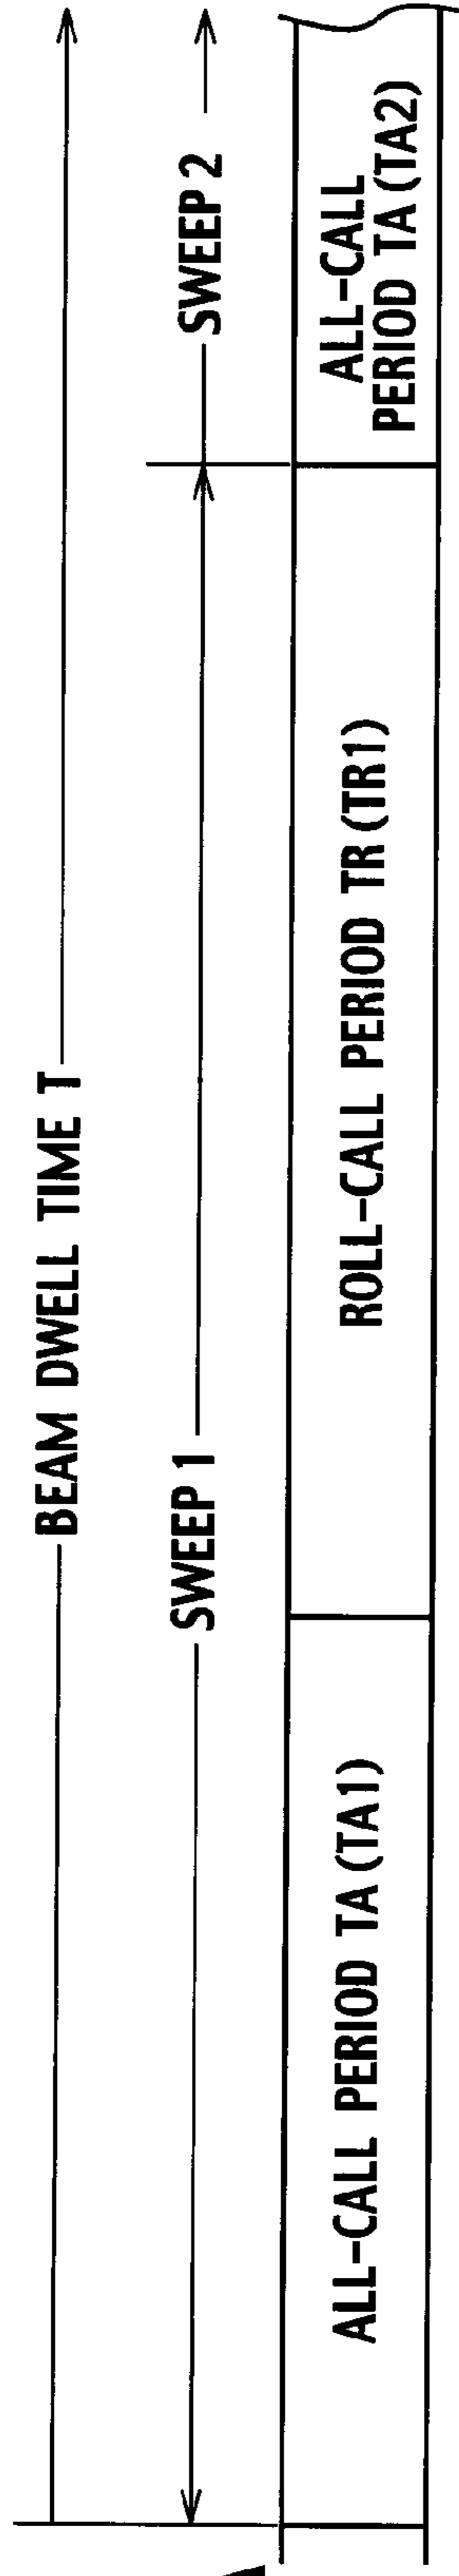 BEAM DWELL TIME T
SWEEP 1
SWEEP 2
ALL-CALL PERIOD TA (TA1)
ROLL-CALL PERIOD TR (TR1)
ALL-CALL
PERIOD TA (TA2)